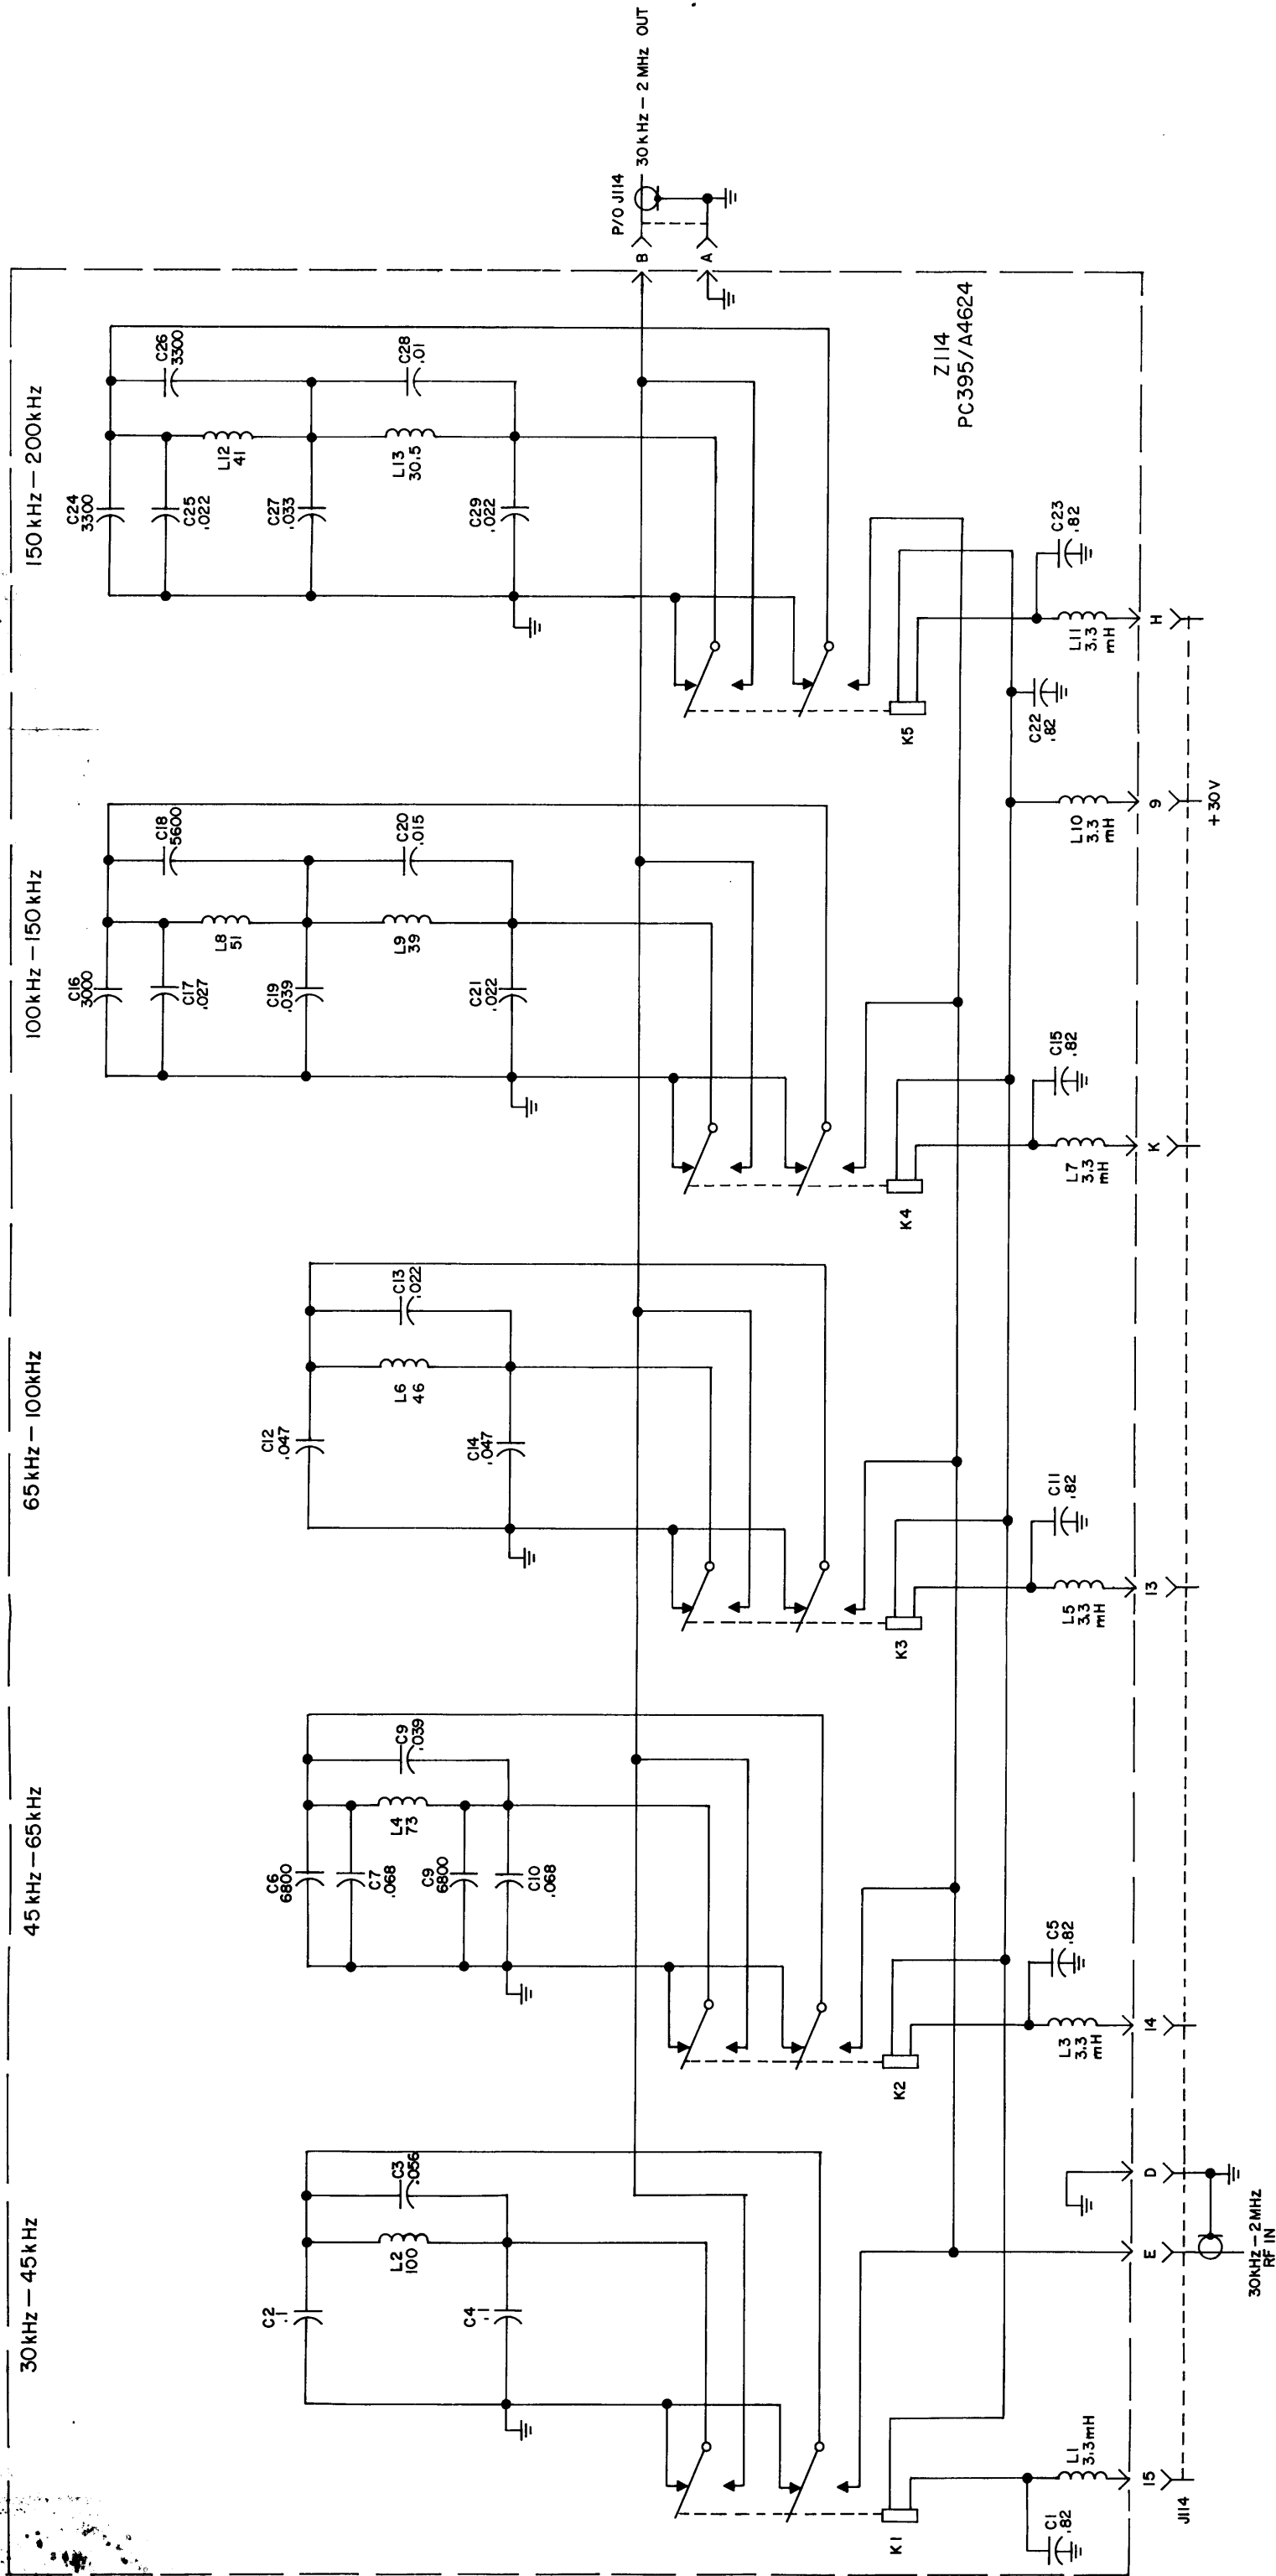 30kHz — 45kHz
45kHz — 65kHz
65kHz — 100kHz
100kHz — 150kHz
150kHz — 200kHz
C2
.1
L2
100
C3
.056
C4
.1
C6
6800
C7
.068
L4
73
C9
.039
C9
6800
C10
.068
C12
.047
L6
46
C13
.022
C14
.047
C16
3000
C17
.027
L8
51
C18
5600
C19
.039
L9
39
C20
.015
C21
.022
C24
3300
C25
.022
L12
41
C26
3300
C27
.033
L13
30.5
C28
.01
C29
.022
P/O J114
B
A
30kHz — 2 MHz OUT
Z114
PC395/A4624
K1
K2
K3
K4
K5
C1
.82
L1
3.3mH
C5
.82
L3
3.3
mH
C11
.82
L5
3.3
mH
C15
.82
L7
3.3
mH
L10
3.3
mH
C22
.82
C23
.82
L11
3.3
mH
15
E
D
14
13
K
9
H
J114
30KHZ — 2MHZ
RF IN
+30V